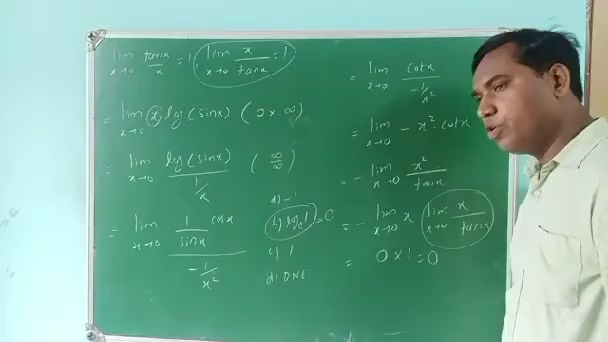 lim x→0 tanx/x = 1 lim x→0 x/tanx = 1
= lim x→0 x log (sinx) (0 × ∞)
= lim x→0 log (sinx) / 1/x (∞/∞)
= lim x→0 1/sinx cosx / -1/x²
b) log 1 = 0
c) 1
d) DNE
= lim x→0 cotx / -1/x²
= lim x→0 - x² · cotx
= - lim x→0 x²/tanx
= - lim x→0 x lim x→0 x/tanx
= 0 × 1 = 0